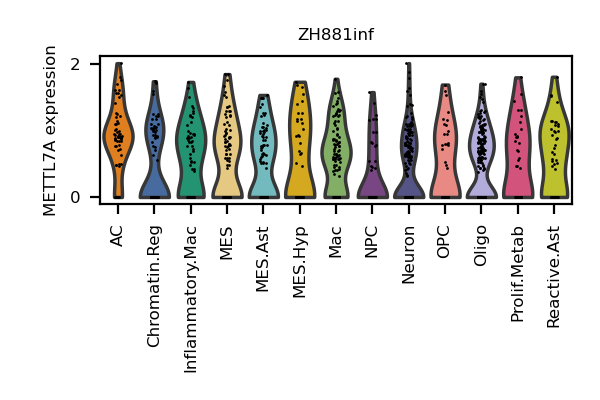 ZH881inf
METTL7A expression
2
0
AC
Chromatin.Reg
Inflammatory.Mac
MES
MES.Ast
MES.Hyp
Mac
NPC
Neuron
OPC
Oligo
Prolif.Metab
Reactive.Ast